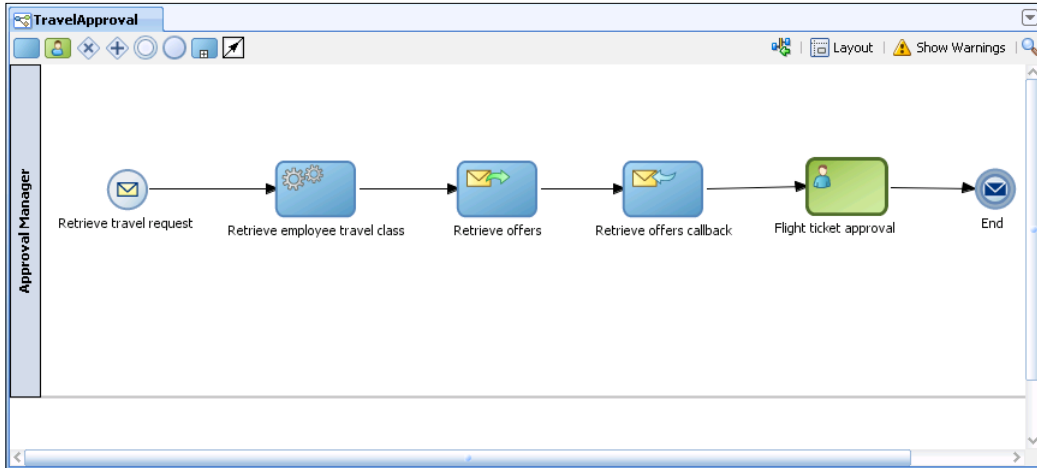 TravelApproval
Layout
Show Warnings
Approval Manager
Retrieve travel request
Retrieve employee travel class
Retrieve offers
Retrieve offers callback
Flight ticket approval
End